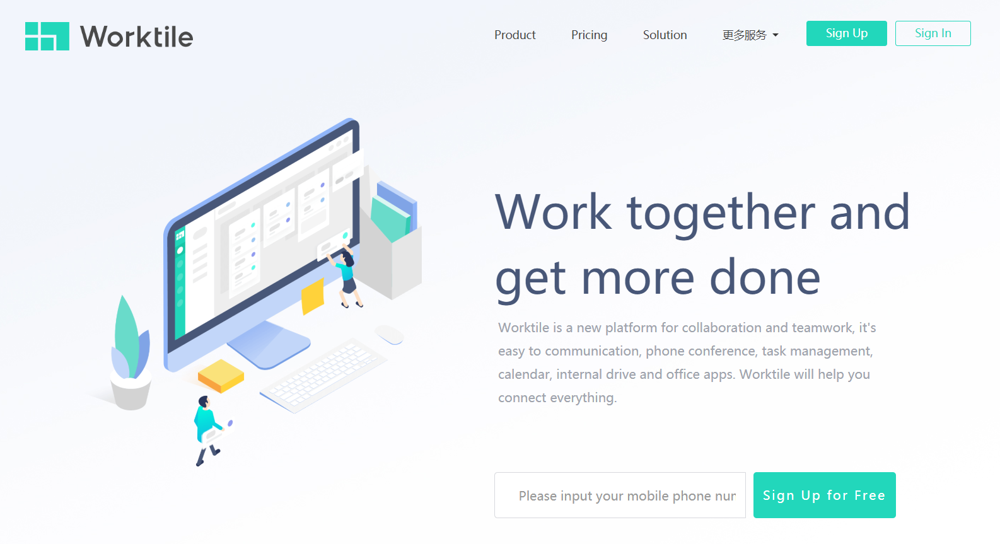 Worktile
Product
Pricing
Solution
更多服务
Sign Up
Sign In
Work together and
get more done
Worktile is a new platform for collaboration and teamwork, it's
easy to communication, phone conference, task management,
calendar, internal drive and office apps. Worktile will help you
connect everything.
Please input your mobile phone
Sign Up for Free